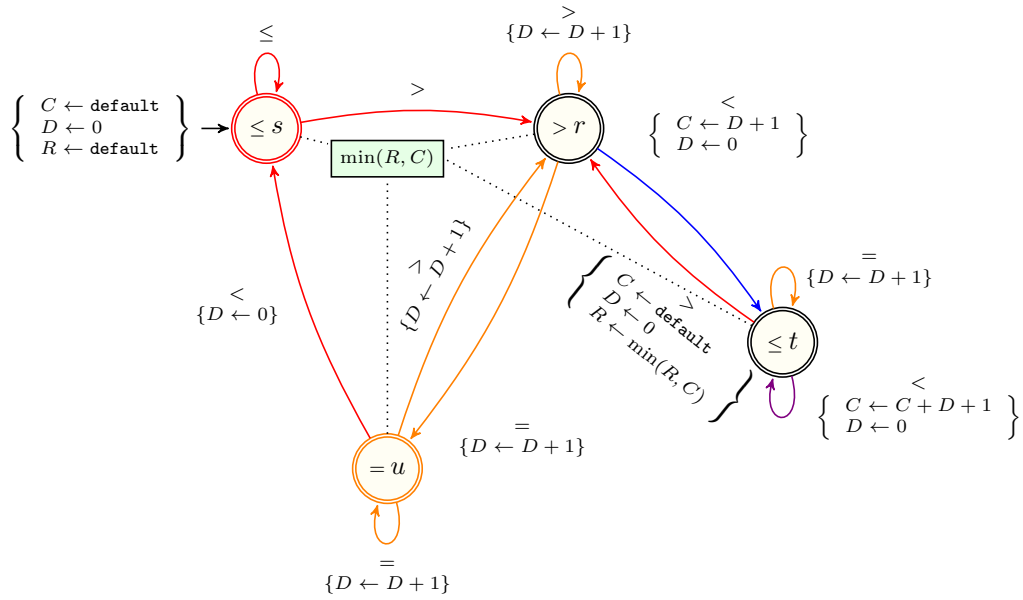 ≤
{D ← D + 1}
>
C ← default
D ← 0
R ← default
≤ s
>
> r
min(R, C)
<
C ← D + 1
D ← 0
<
{D ← 0}
>
{D ← D + 1}
=
{D ← D + 1}
>
C ← default
D ← 0
R ← min(R, C)
=
{D ← D + 1}
≤ t
<
C ← C + D + 1
D ← 0
= u
=
{D ← D + 1}